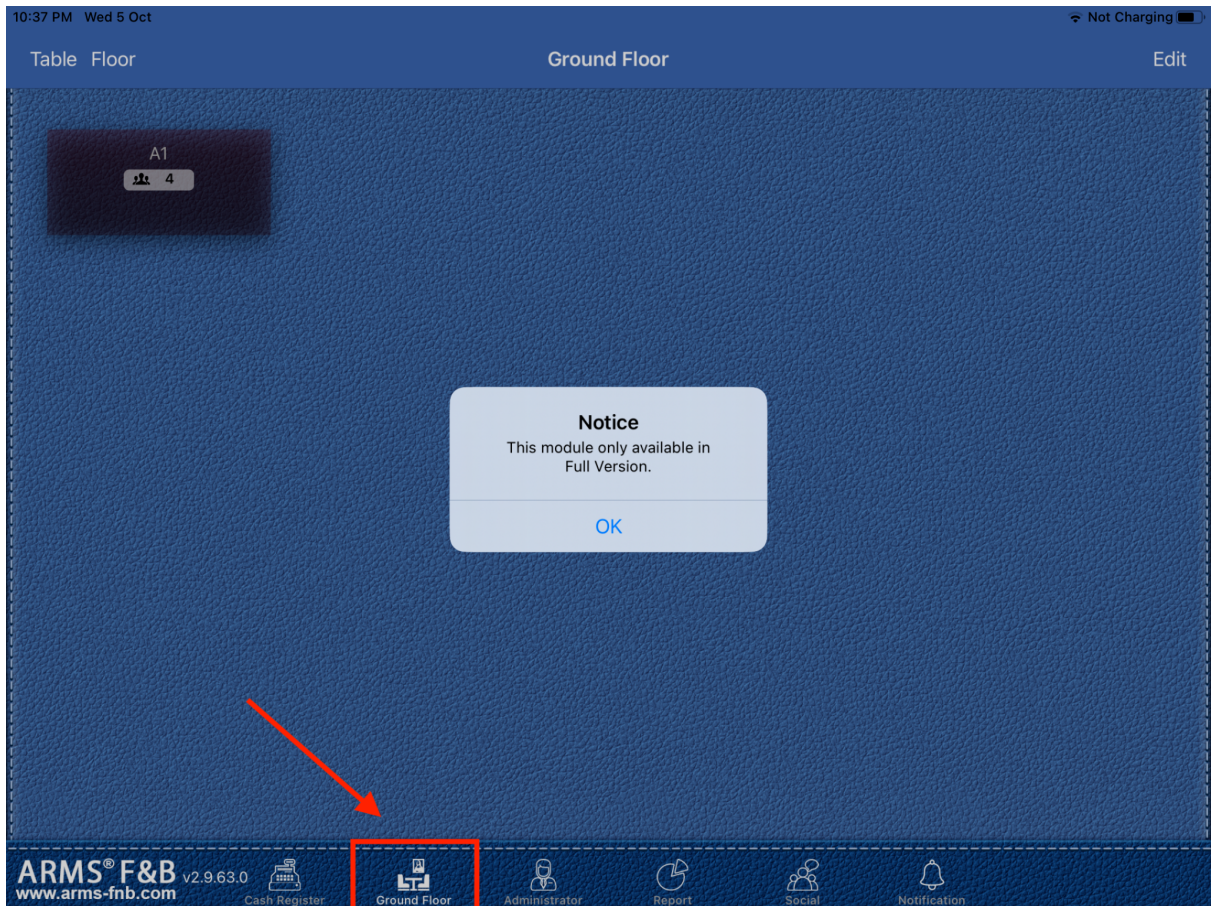 10:37 PM Wed 5 Oct
Not Charging
Table Floor
Ground Floor
Edit
A1
4
Notice
This module only available in
Full Version.
OK
ARMS® F&B v2.9.63.0
www.arms-fnb.com
Cash Register
Ground Floor
Administrator
Report
Social
Notification